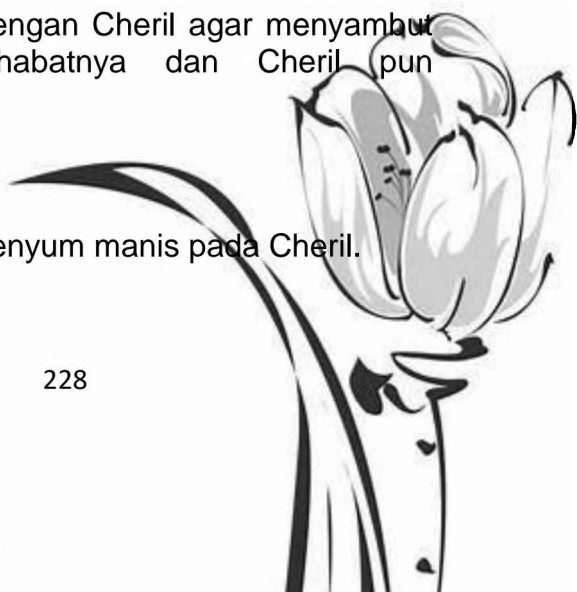 engan Cheril agar menyambut
habatnya dan Cheril pun
enyum manis pada Cheril.
228